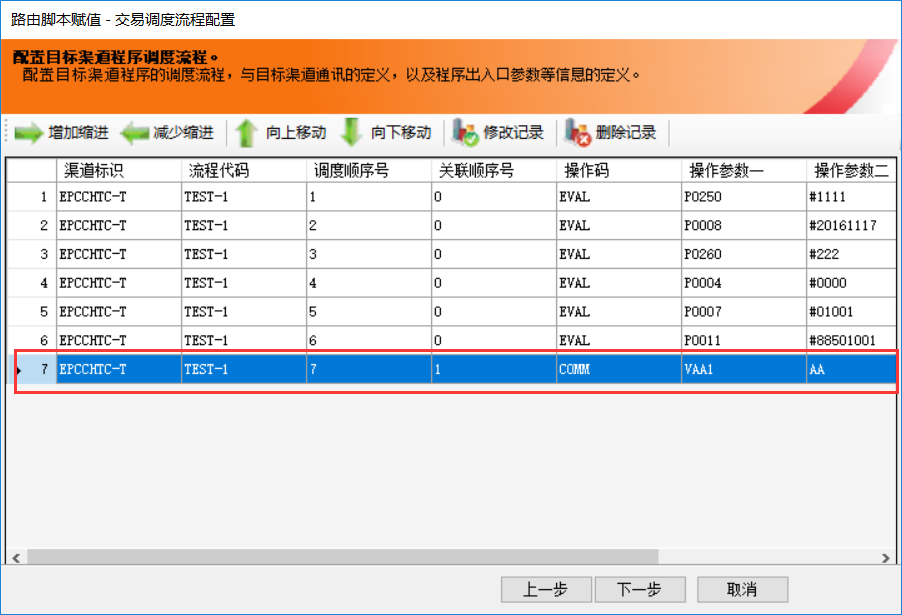 路由脚本赋值 - 交易调度流程配置
配置目标渠道程序调度流程。
配置目标渠道程序的调度流程，与目标渠道通讯的定义，以及程序出入口参数等信息的定义。
增加缩进 减少缩进 向上移动 向下移动 修改记录 删除记录
渠道标识 流程代码 调度顺序号 关联顺序号 操作码 操作参数一 操作参数二
1 EPCCHTC-T TEST-1 1 0 EVAL P0250 #1111
2 EPCCHTC-T TEST-1 2 0 EVAL P0008 #20161117
3 EPCCHTC-T TEST-1 3 0 EVAL P0260 #222
4 EPCCHTC-T TEST-1 4 0 EVAL P0004 #0000
5 EPCCHTC-T TEST-1 5 0 EVAL P0007 #01001
6 EPCCHTC-T TEST-1 6 0 EVAL P0011 #88501001
7 EPCCHTC-T TEST-1 7 1 COMM VAA1 AA
上一步 下一步 取消